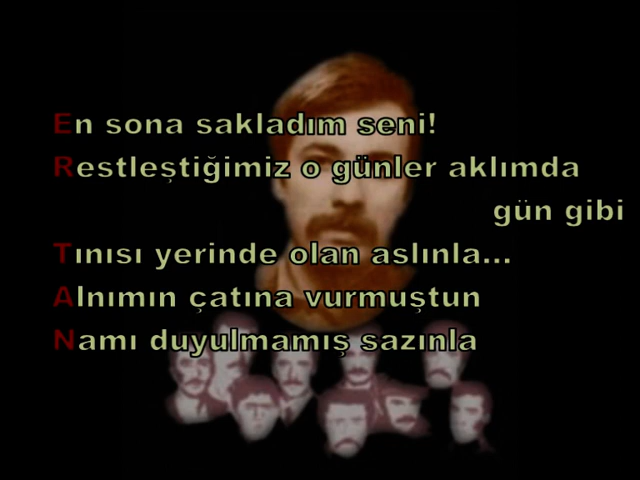 En sona sakladım seni!
Restleştiğimiz o günler aklımda
gün gibi
Tınısı yerinde olan aslınla...
Alnımın çatına vurmuştun
Namı duyulmamış sazınla